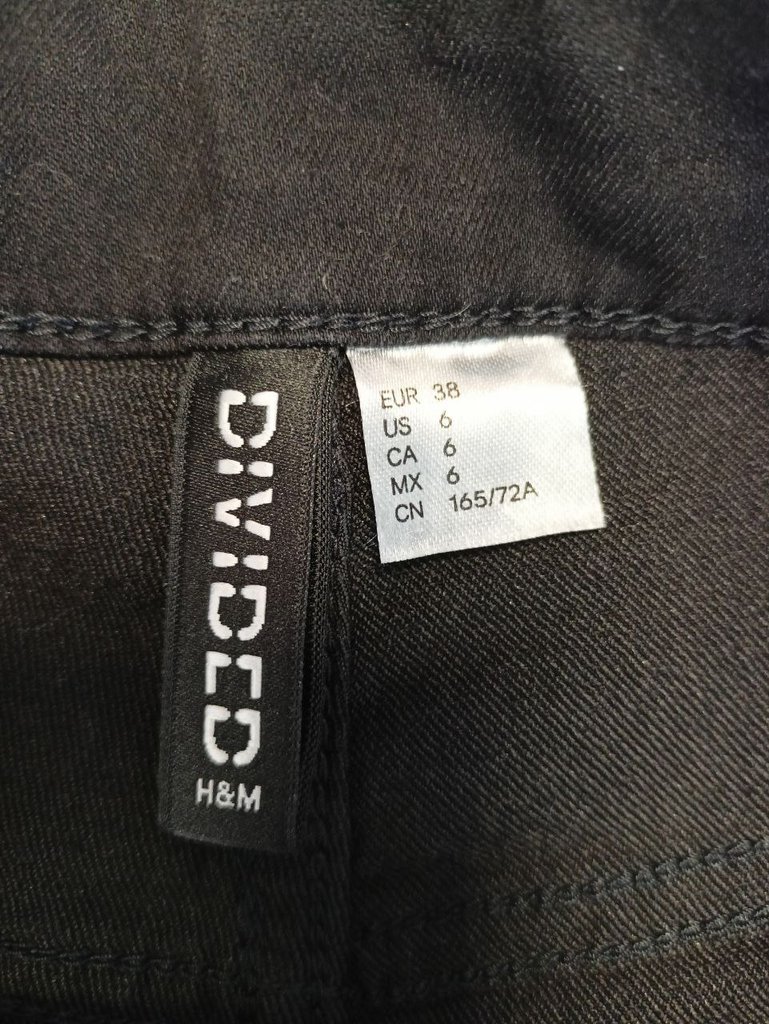 DIVIDED
H&M
EUR 38
US 6
CA 6
MX 6
CN 165/72A